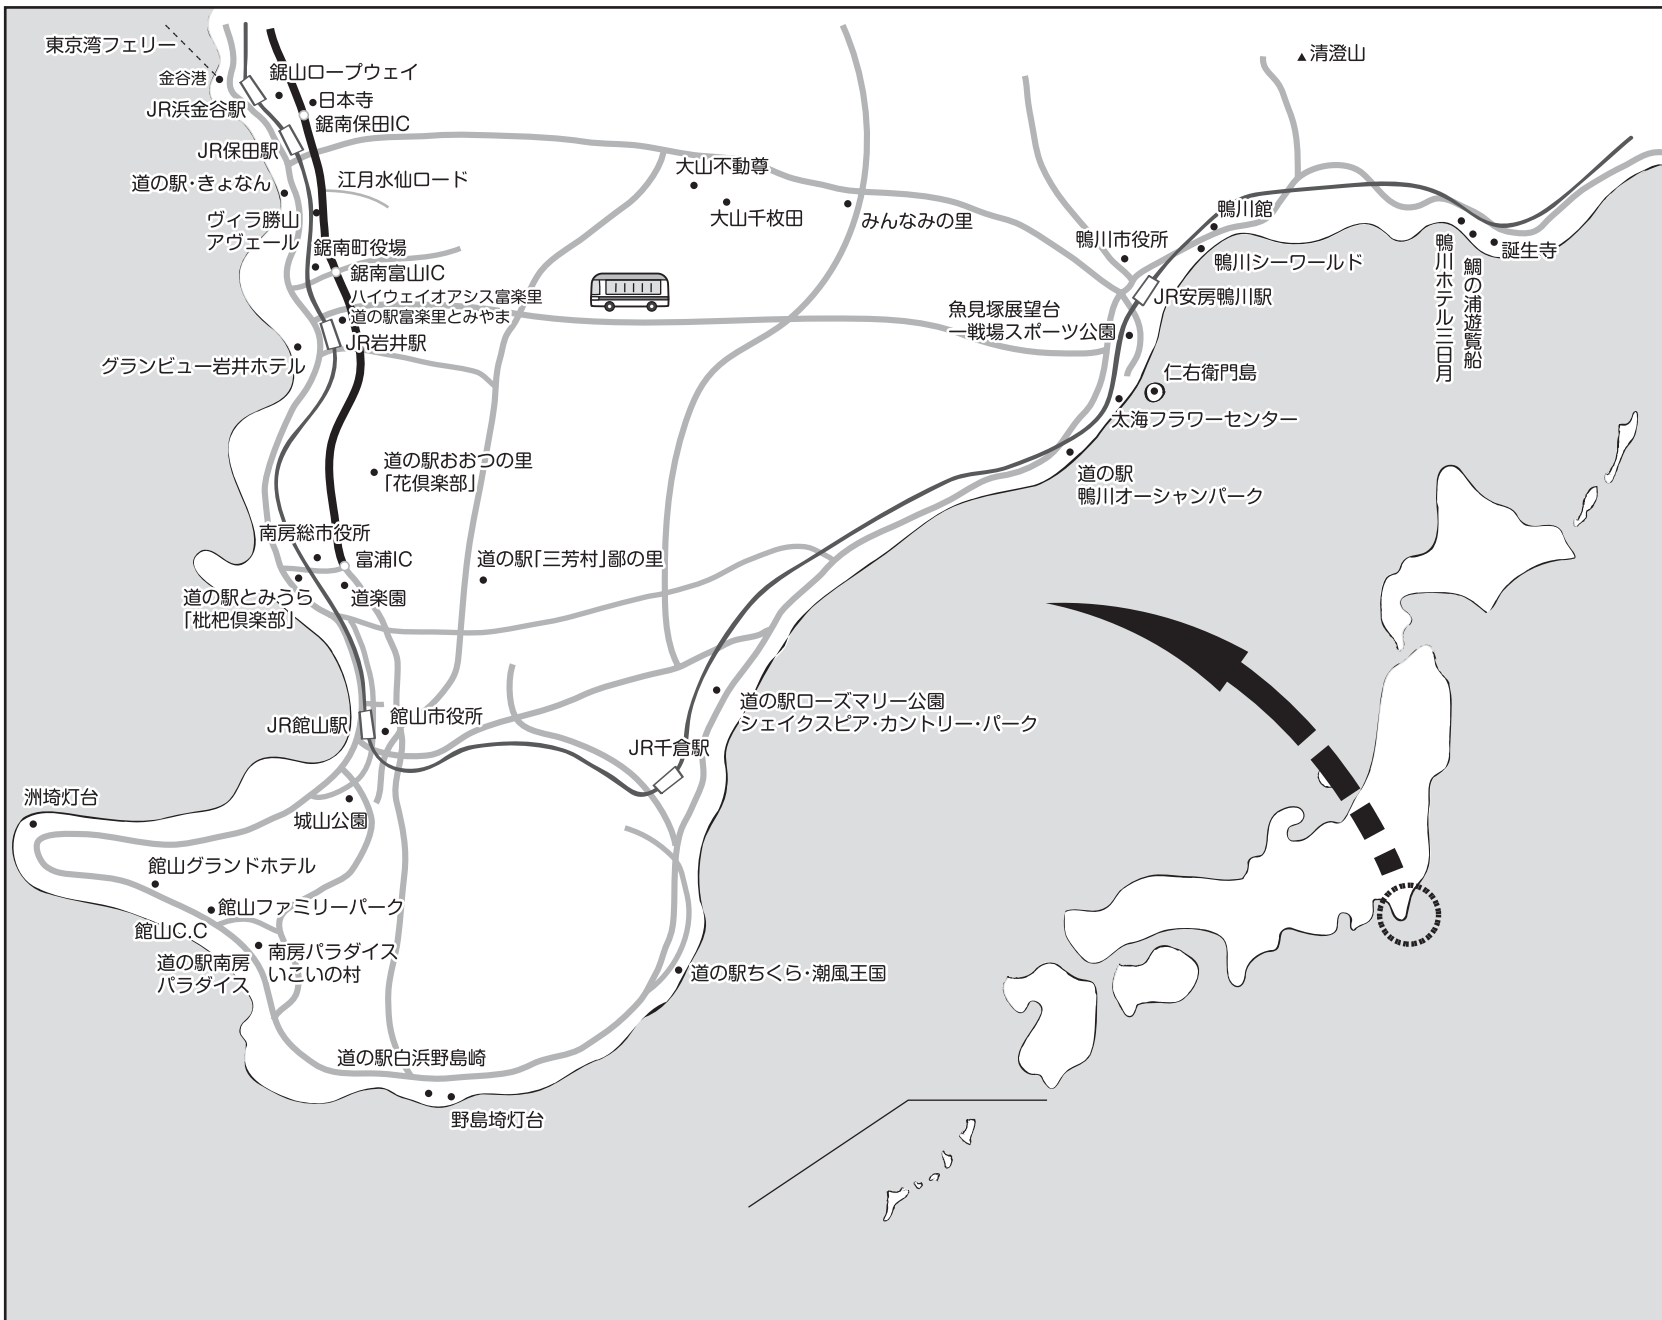 東京湾フェリー
金谷港
鋸山ロープウェイ
JR浜金谷駅
日本寺
鋸南保田IC
JR保田駅
道の駅・きょなん
江月水仙ロード
ヴィラ勝山
アヴェール
鋸南町役場
鋸南富山IC
ハイウェイオアシス富楽里
道の駅富楽里とみやま
JR岩井駅
グランビュー岩井ホテル
大山不動尊
大山千枚田
みんなみの里
▲清澄山
鴨川館
鴨川市役所
鴨川シーワールド
JR安房鴨川駅
魚見塚展望台
一戦場スポーツ公園
鴨川ホテル三日月
鯛の浦遊覧船
誕生寺
仁右衛門島
太海フラワーセンター
道の駅
鴨川オーシャンパーク
道の駅おおつの里
「花倶楽部」
南房総市役所
富浦IC
道の駅「三芳村」鄙の里
道の駅とみうら
「枇杷倶楽部」
道楽園
道の駅ローズマリー公園
シェイクスピア・カントリー・パーク
JR館山駅
館山市役所
JR千倉駅
洲埼灯台
城山公園
館山グランドホテル
館山ファミリーパーク
館山C.C
道の駅南房
パラダイス
南房パラダイス
いこいの村
道の駅ちくら・潮風王国
道の駅白浜野島崎
野島埼灯台